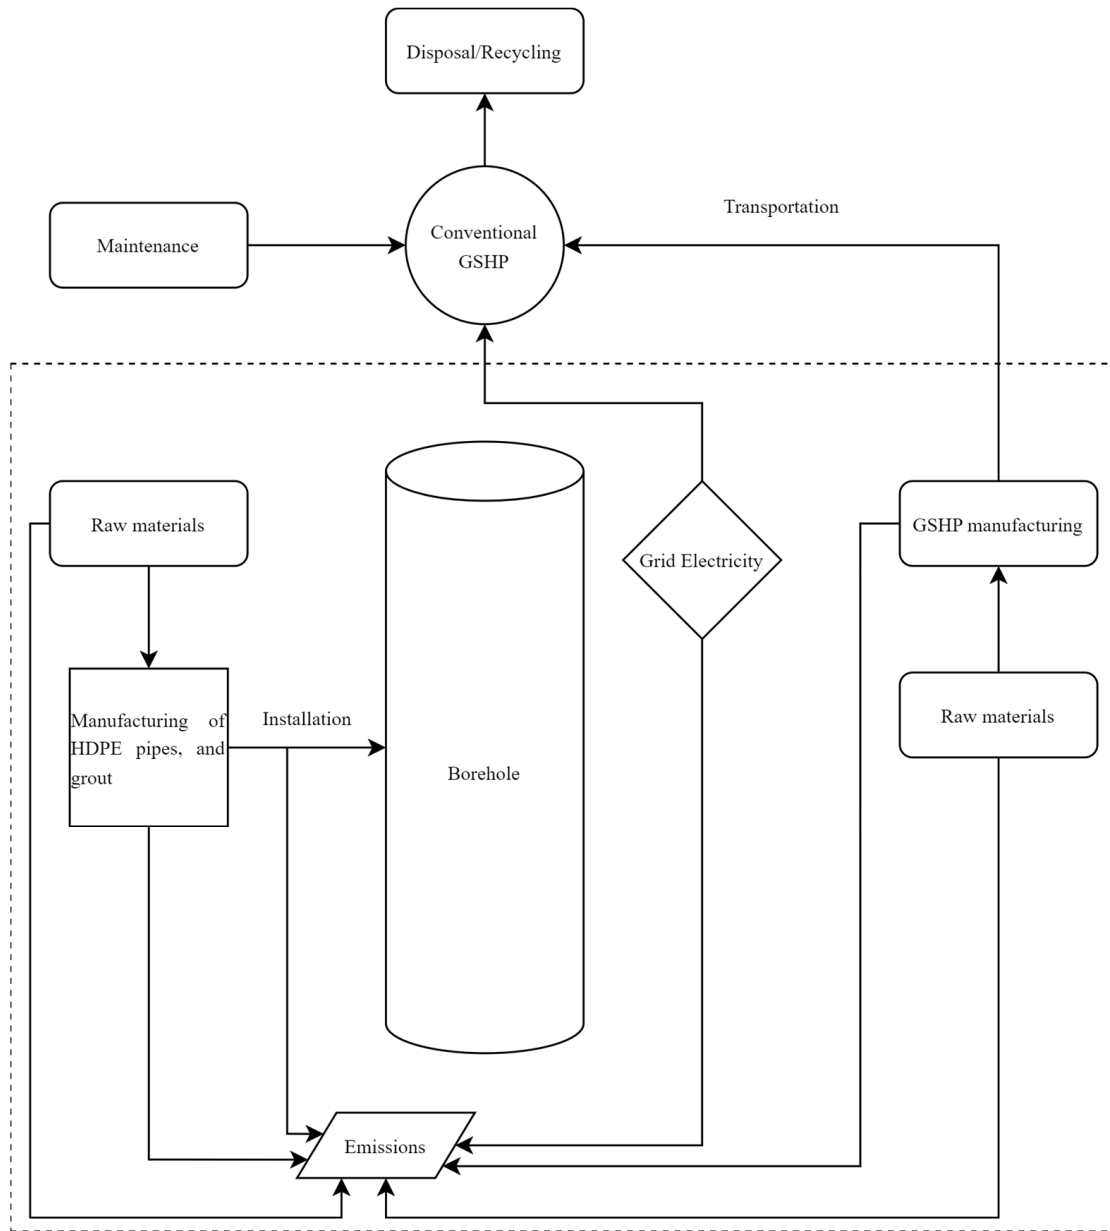 Disposal/Recycling
Transportation
Maintenance
Conventional
GSHP
Raw materials
GSHP manufacturing
Grid Electricity
Manufacturing of
HDPE pipes, and
grout
Installation
Raw materials
Borehole
Emissions